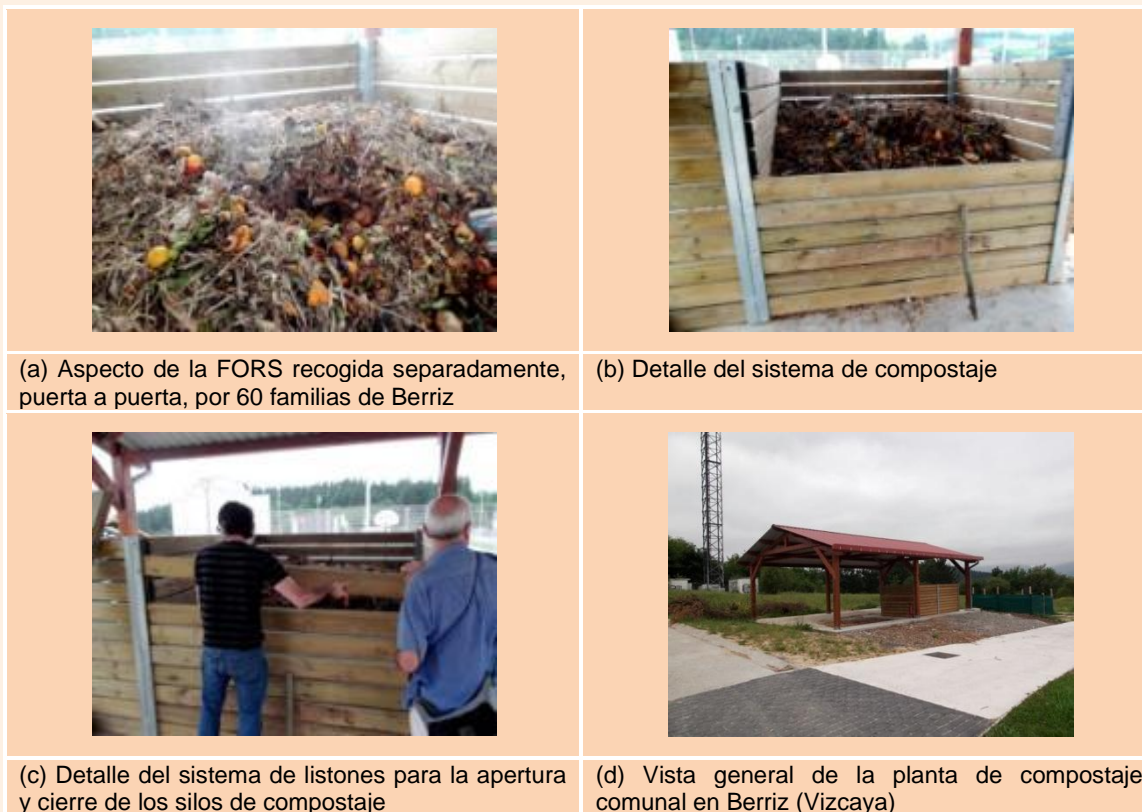 (a) Aspecto de la FORS recogida separadamente,
puerta a puerta, por 60 familias de Berriz
(b) Detalle del sistema de compostaje
(c) Detalle del sistema de listones para la apertura
y cierre de los silos de compostaje
(d) Vista general de la planta de compostaje
comunal en Berriz (Vizcaya)